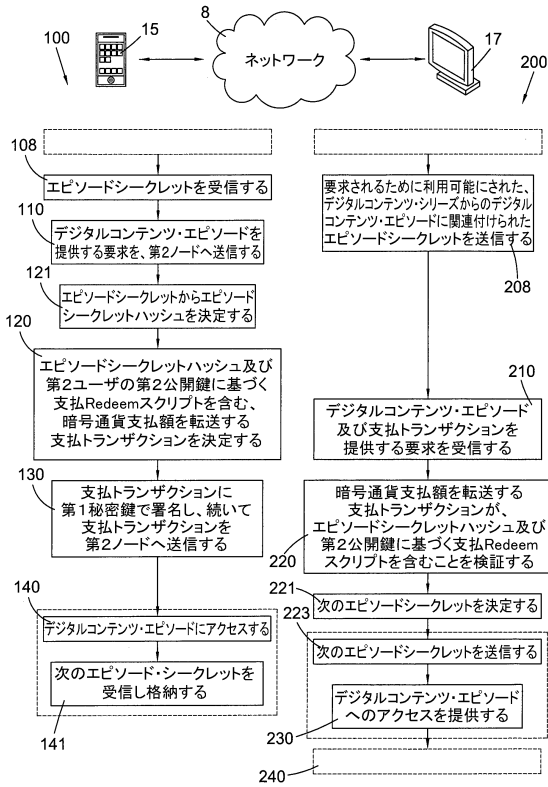 100
15
8
ネットワーク
17
200
108
エピソードシークレットを受信する
110
デジタルコンテンツ・エピソードを
提供する要求を、第2ノードへ送信する
121
エピソードシークレットからエピソード
シークレットハッシュを決定する
120
エピソードシークレットハッシュ及び
第2ユーザの第2公開鍵に基づく
支払Redeemスクリプトを含む、
暗号通貨支払額を転送する
支払トランザクションを決定する
130
支払トランザクションに
第1秘密鍵で署名し、続いて
支払トランザクションを
第2ノードへ送信する
140
デジタルコンテンツ・エピソードにアクセスする
次のエピソード・シークレットを
受信し格納する
141
要求されるために利用可能にされた、
デジタルコンテンツ・シリーズからのデジタル
コンテンツ・エピソードに関連付けられた
エピソードシークレットを送信する
208
210
デジタルコンテンツ・エピソード
及び支払トランザクションを
提供する要求を受信する
暗号通貨支払額を転送する
支払トランザクションが、
エピソードシークレットハッシュ及び
第2公開鍵に基づく支払Redeem
スクリプトを含むことを検証する
220
221
次のエピソードシークレットを決定する
223
次のエピソードシークレットを送信する
デジタルコンテンツ・エピソード
へのアクセスを提供する
230
240